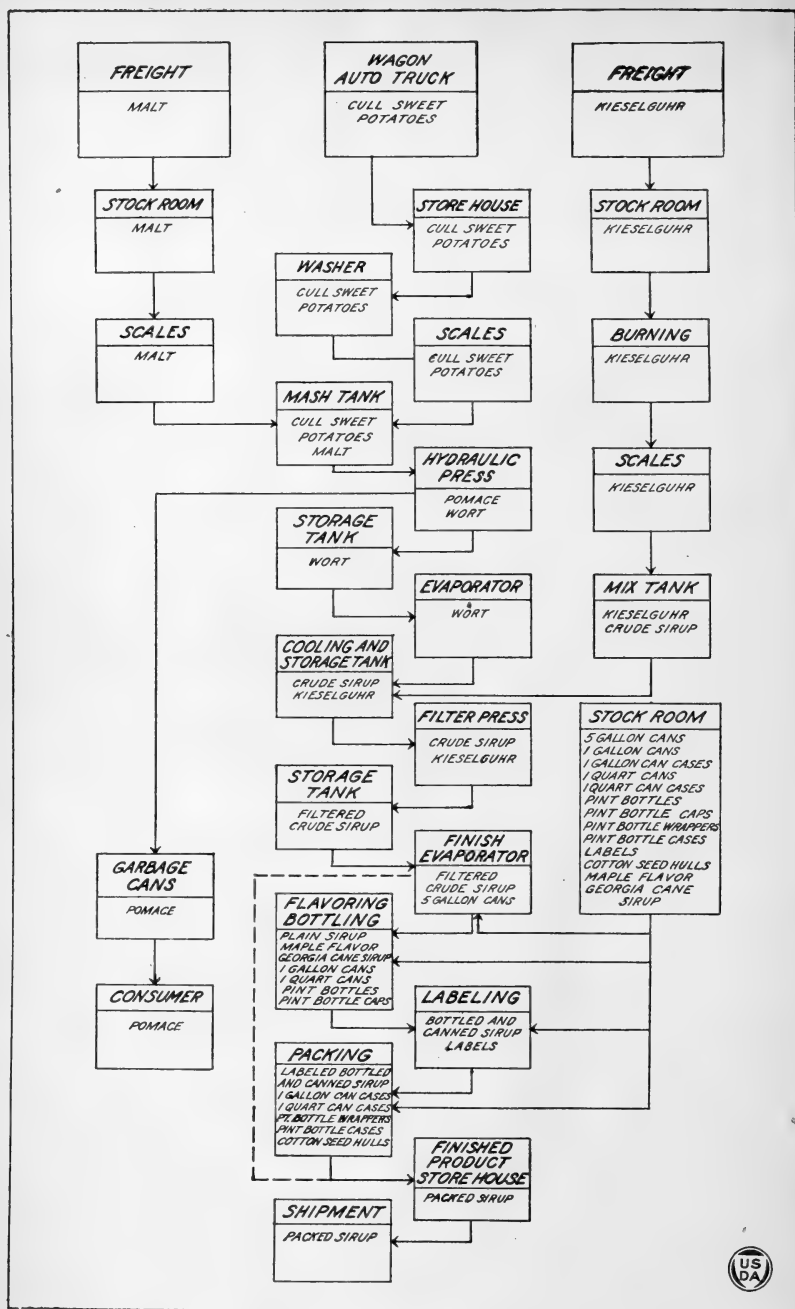 FREIGHT
MALT
WAGON
AUTO TRUCK
CULL SWEET
POTATOES
FREIGHT
KIESELGUHR
STOCK ROOM
MALT
STORE HOUSE
CULL SWEET
POTATOES
STOCK ROOM
KIESELGUHR
WASHER
CULL SWEET
POTATOES
SCALES
MALT
SCALES
CULL SWEET
POTATOES
BURNING
KIESELGUHR
MASH TANK
CULL SWEET
POTATOES
MALT
HYDRAULIC
PRESS
POMACE
WORT
SCALES
KIESELGUHR
STORAGE
TANK
WORT
EVAPORATOR
WORT
MIX TANK
KIESELGUHR
CRUDE SIRUP
COOLING AND
STORAGE TANK
CRUDE SIRUP
KIESELGUHR
FILTER PRESS
CRUDE SIRUP
KIESELGUHR
STOCK ROOM
5 GALLON CANS
1 GALLON CANS
1 GALLON CAN CASES
1 QUART CANS
1 QUART CAN CASES
PINT BOTTLES
PINT BOTTLE CAPS
PINT BOTTLE WRAPPERS
PINT BOTTLE CASES
LABELS
COTTON SEED HULLS
MAPLE FLAVOR
GEORGIA CANE
SIRUP
STORAGE
TANK
FILTERED
CRUDE SIRUP
FINISH
EVAPORATOR
FILTERED
CRUDE SIRUP
5 GALLON CANS
GARBAGE
CANS
POMACE
FLAVORING
BOTTLING
PLAIN SIRUP
MAPLE FLAVOR
GEORGIA CANE SIRUP
1 GALLON CANS
1 QUART CANS
PINT BOTTLES
PINT BOTTLE CAPS
CONSUMER
POMACE
LABELING
BOTTLED AND
CANNED SIRUP
LABELS
PACKING
LABELED BOTTLED
AND CANNED SIRUP
1 GALLON CAN CASES
1 QUART CAN CASES
PT. BOTTLE WRAPPERS
PINT BOTTLE CASES
COTTON SEED HULLS
FINISHED
PRODUCT
STORE HOUSE
PACKED SIRUP
SHIPMENT
PACKED SIRUP
US
DA